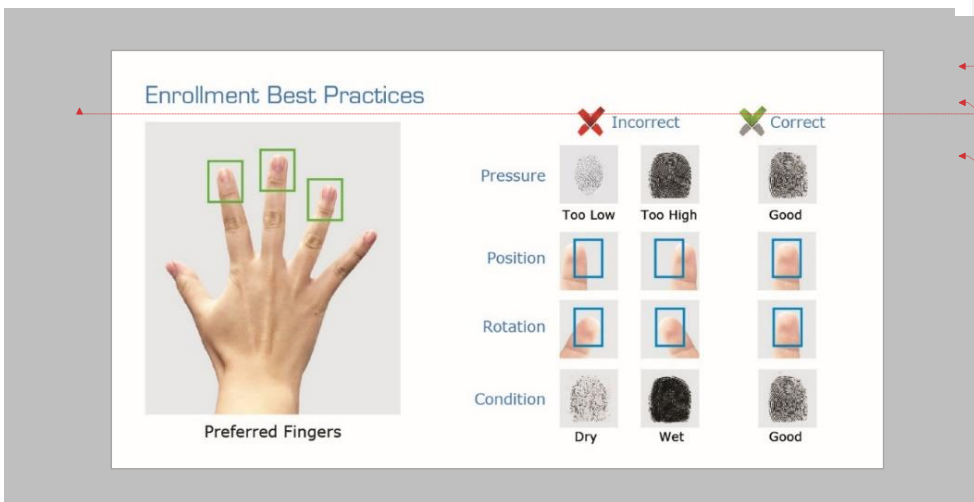 Enrollment Best Practices
Incorrect
Correct
Pressure
Too Low
Too High
Good
Position
Rotation
Condition
Dry
Wet
Good
Preferred Fingers